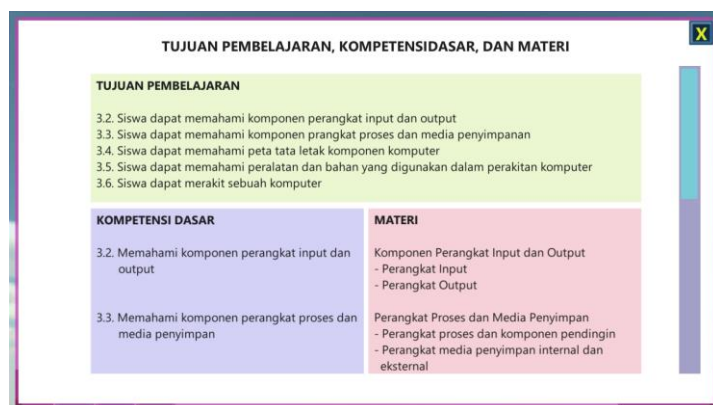 X
TUJUAN PEMBELAJARAN, KOMPETENSIDASAR, DAN MATERI
TUJUAN PEMBELAJARAN
3.2. Siswa dapat memahami komponen perangkat input dan output
3.3. Siswa dapat memahami komponen prangkat proses dan media penyimpanan
3.4. Siswa dapat memahami peta tata letak komponen komputer
3.5. Siswa dapat memahami peralatan dan bahan yang digunakan dalam perakitan komputer
3.6. Siswa dapat merakit sebuah komputer
KOMPETENSI DASAR
3.2. Memahami komponen perangkat input dan
output
3.3. Memahami komponen perangkat proses dan
media penyimpan
MATERI
Komponen Perangkat Input dan Output
- Perangkat Input
- Perangkat Output
Perangkat Proses dan Media Penyimpan
- Perangkat proses dan komponen pendingin
- Perangkat media penyimpan internal dan
eksternal